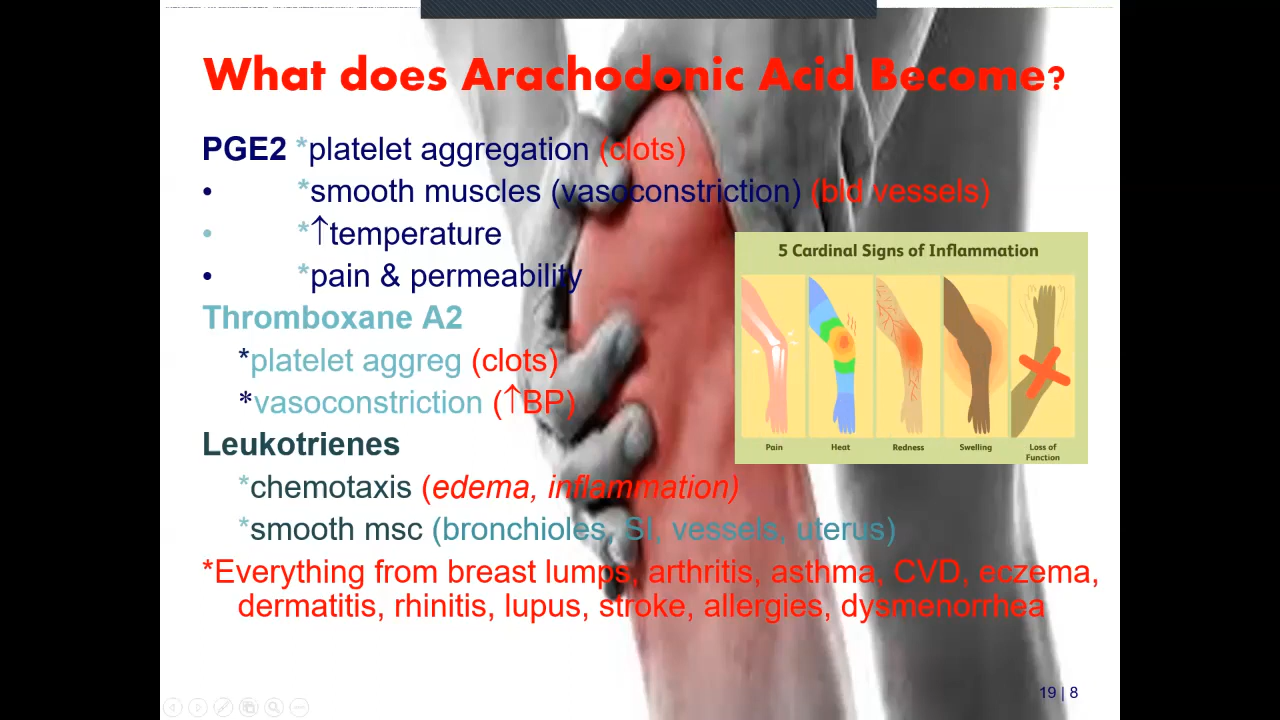 What does Arachodonic Acid Become?
PGE2 *platelet aggregation (clots)
• *smooth muscles (vasoconstriction) (bld vessels)
• *↑temperature
• *pain & permeability
Thromboxane A2
*platelet aggreg (clots)
*vasoconstriction (↑BP)
Leukotrienes
*chemotaxis (edema, inflammation)
*smooth msc (bronchioles, SI, vessels, uterus)
*Everything from breast lumps, arthritis, asthma, CVD, eczema,
dermatitis, rhinitis, lupus, stroke, allergies, dysmenorrhea
5 Cardinal Signs of Inflammation
Pain
Heat
Redness
Swelling
Loss of
Function
19 | 8